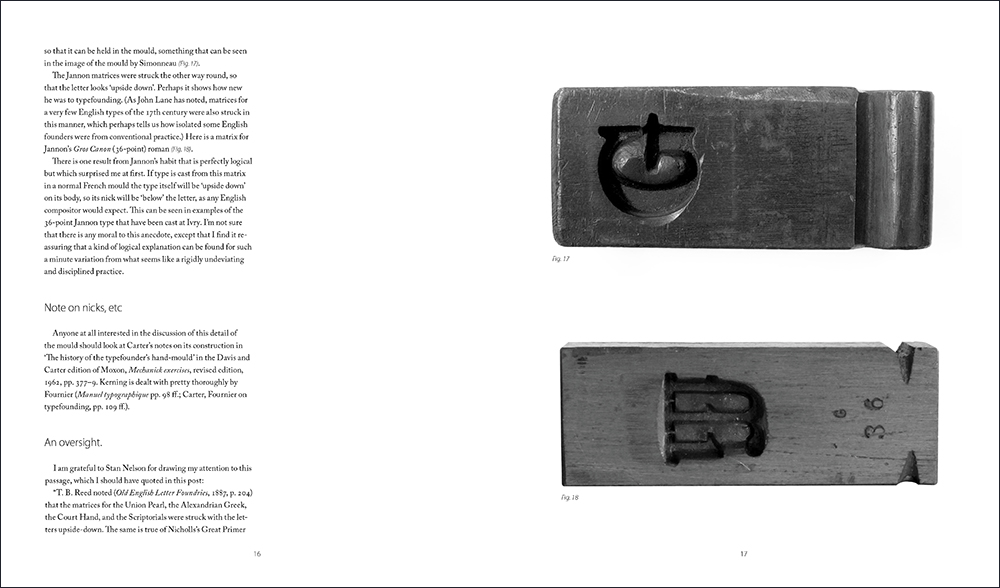 so that it can be held in the mould, something that can be seen
in the image of the mould by Simonneau (Fig. 17).
The Jannon matrices were struck the other way round, so
that the letter looks ‘upside down’. Perhaps it shows how new
he was to typefounding. (As John Lane has noted, matrices for
a very few English types of the 17th century were also struck in
this manner, which perhaps tells us how isolated some English
founders were from conventional practice.) Here is a matrix for
Jannon’s Gros Canon (36-point) roman (Fig. 18).
There is one result from Jannon’s habit that is perfectly logical
but which surprised me at first. If type is cast from this matrix
in a normal French mould the type itself will be ‘upside down’
on its body, so its nick will be ‘below’ the letter, as any English
compositor would expect. This can be seen in examples of the
36-point Jannon type that have been cast at Ivry. I’m not sure
that there is any moral to this anecdote, except that I find it re-
assuring that a kind of logical explanation can be found for such
a minute variation from what seems like a rigidly undeviating
and disciplined practice.
Note on nicks, etc
Anyone at all interested in the discussion of this detail of
the mould should look at Carter’s notes on its construction in
‘The history of the typefounder’s hand-mould’ in the Davis and
Carter edition of Moxon, Mechanick exercises, revised edition,
1962, pp. 377–9. Kerning is dealt with pretty thoroughly by
Fournier (Manuel typographique pp. 98 ff.; Carter, Fournier on
typefounding, pp. 109 ff.).
An oversight.
I am grateful to Stan Nelson for drawing my attention to this
passage, which I should have quoted in this post:
“T. B. Reed noted (Old English Letter Foundries, 1887, p. 204)
that the matrices for the Union Pearl, the Alexandrian Greek,
the Court Hand, and the Scriptorials were struck with the let-
ters upside-down. The same is true of Nicholls’s Great Primer
16
Fig. 17
G
36
Fig. 18
17